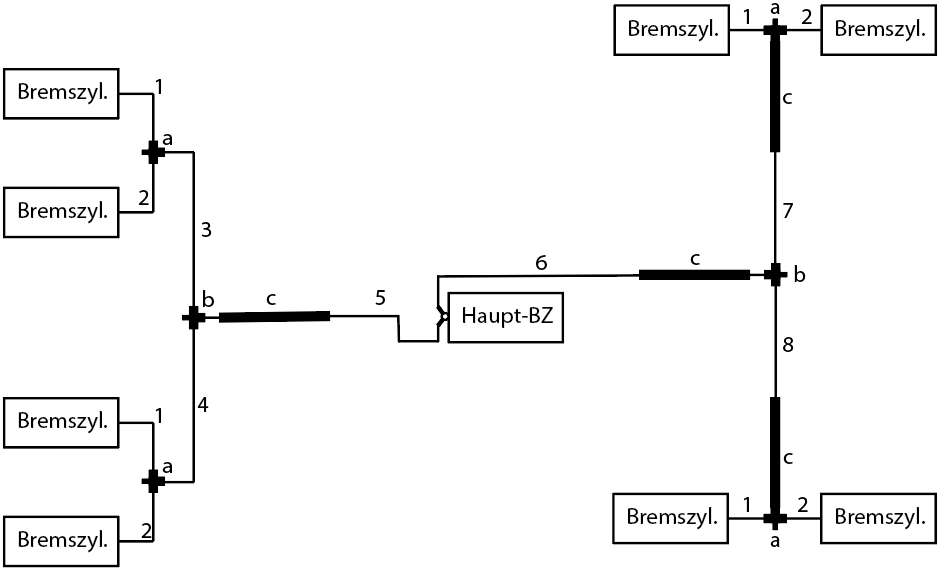 a
Bremszyl. 1 2 Bremszyl.
Bremszyl. 1
c
a
Bremszyl. 2
3
7
6 c b
b c 5
Haupt-BZ
8
4
Bremszyl. 1
a
c
Bremszyl. 1 2 Bremszyl.
Bremszyl. 2
a